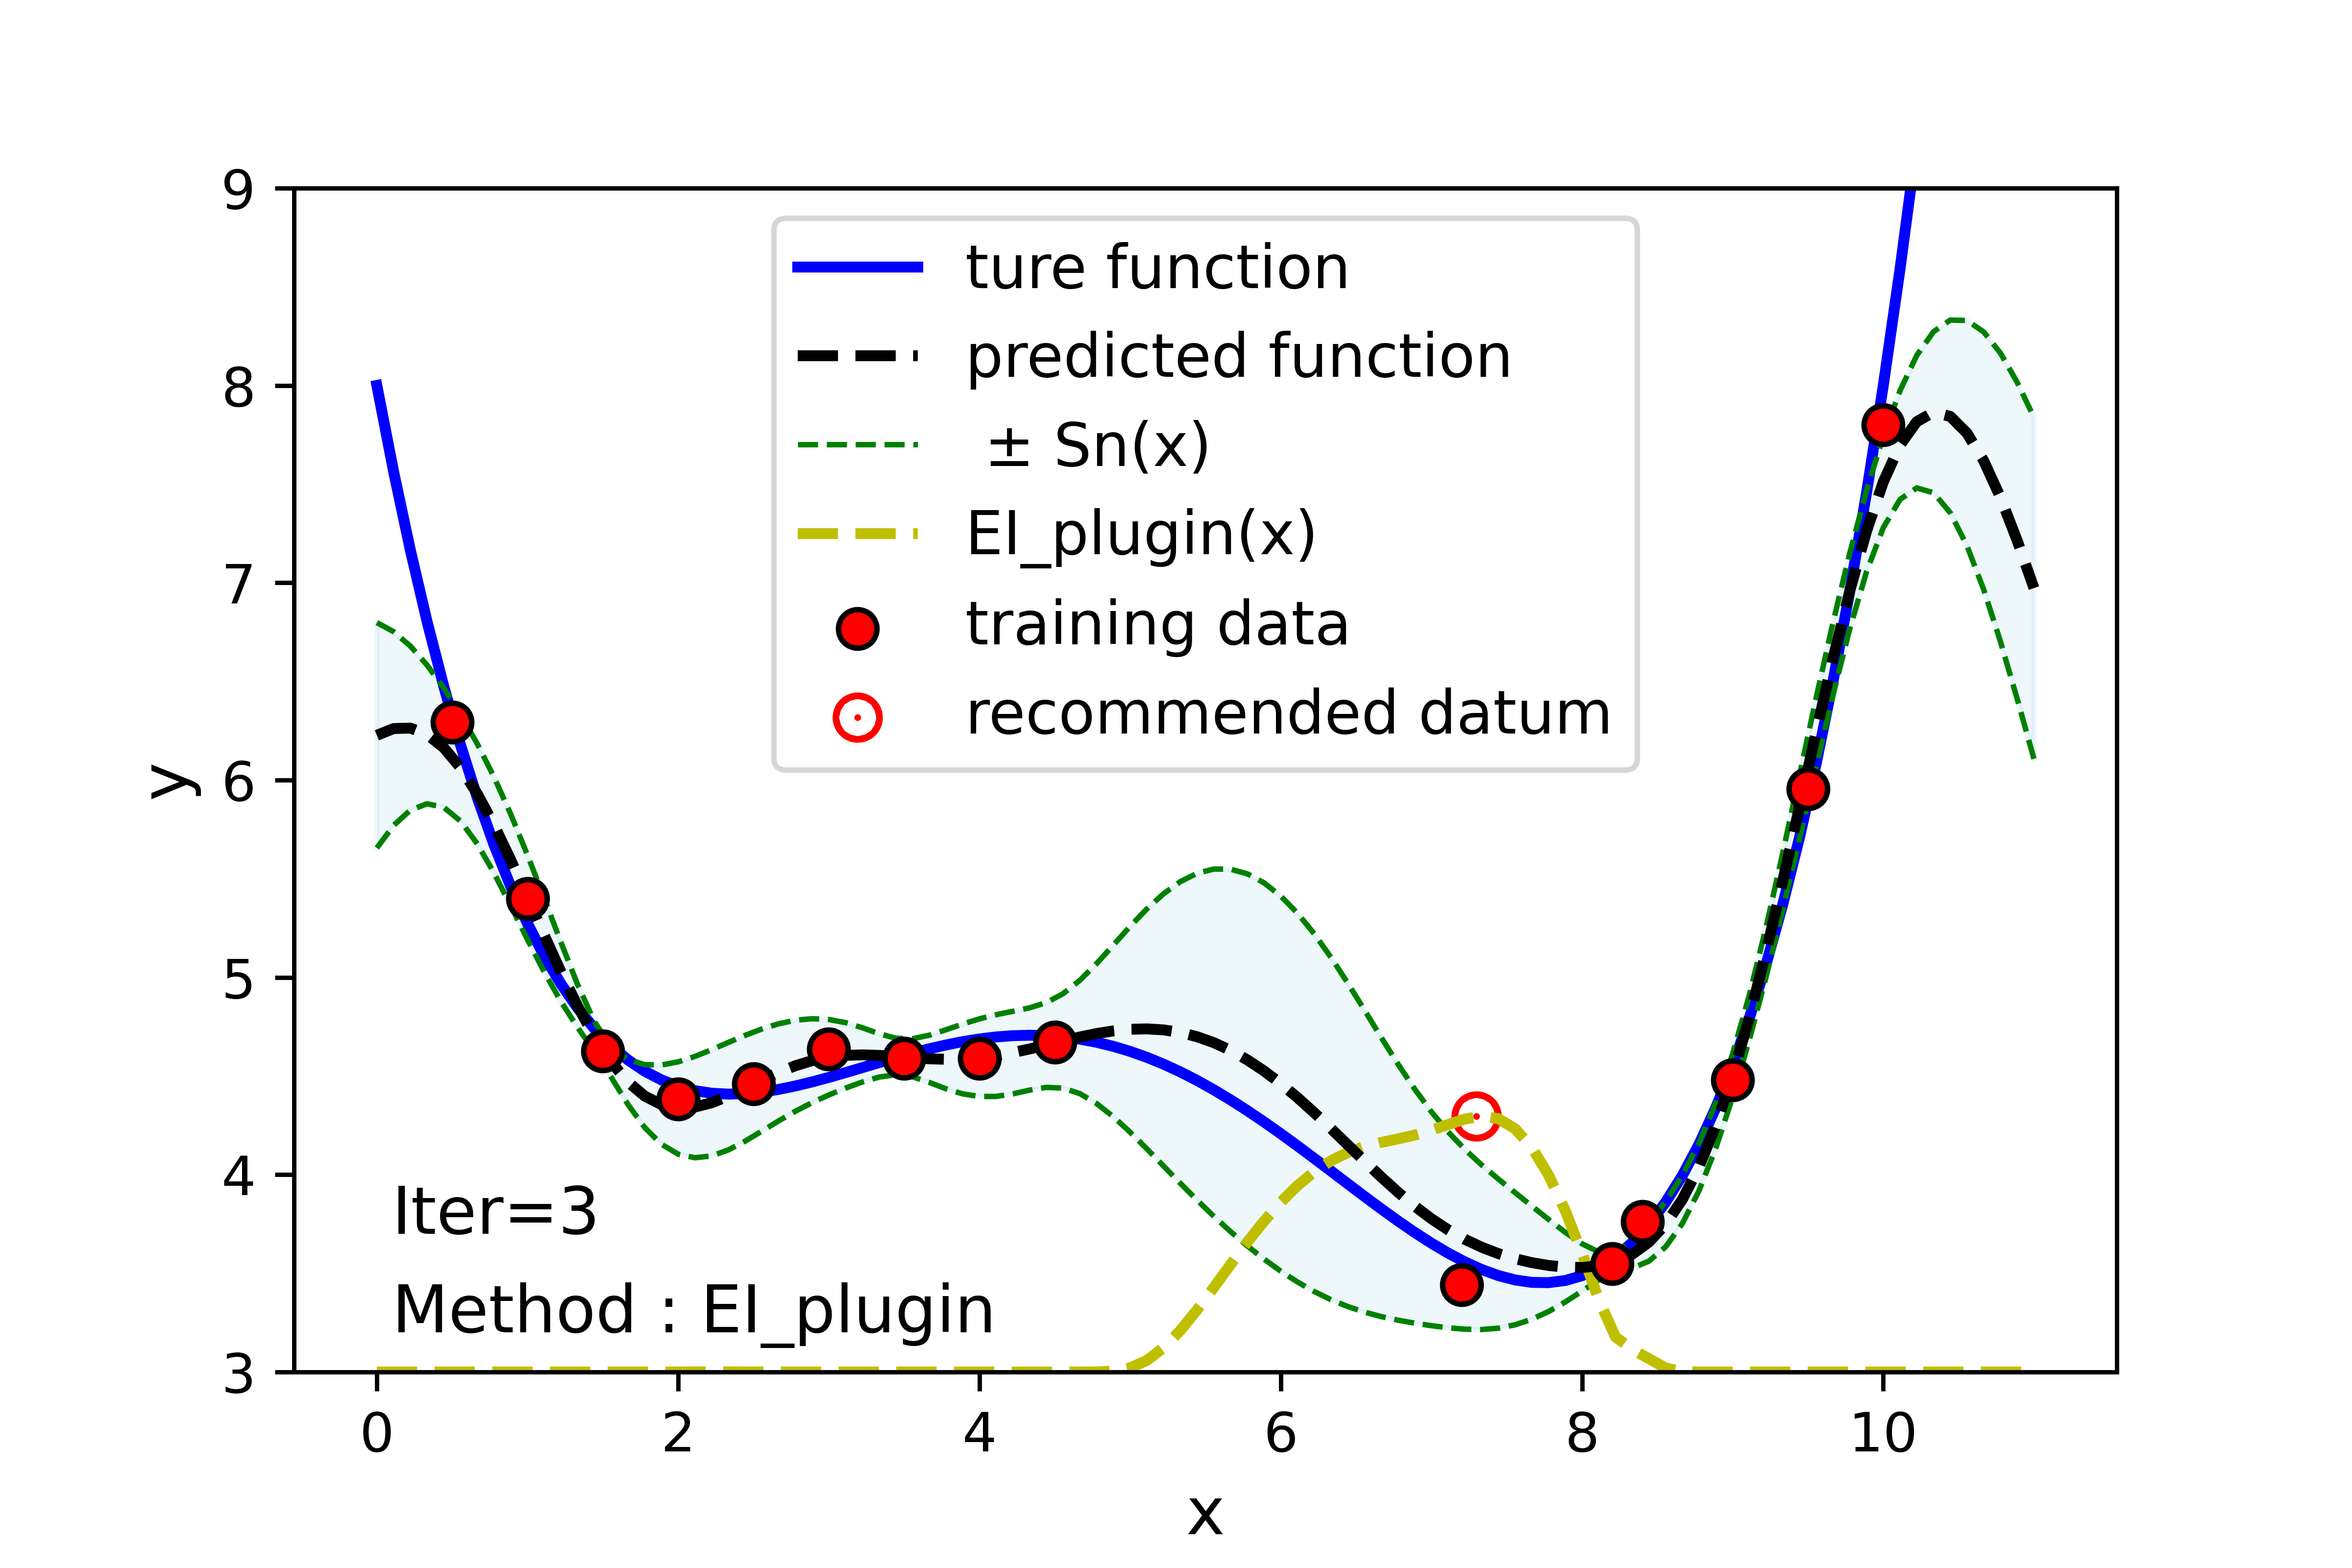 9
8
7
6
5
4
3
y
ture function
predicted function
± Sn(x)
EI_plugin(x)
training data
recommended datum
Iter=3
Method : EI_plugin
0 2 4 6 8 10
x